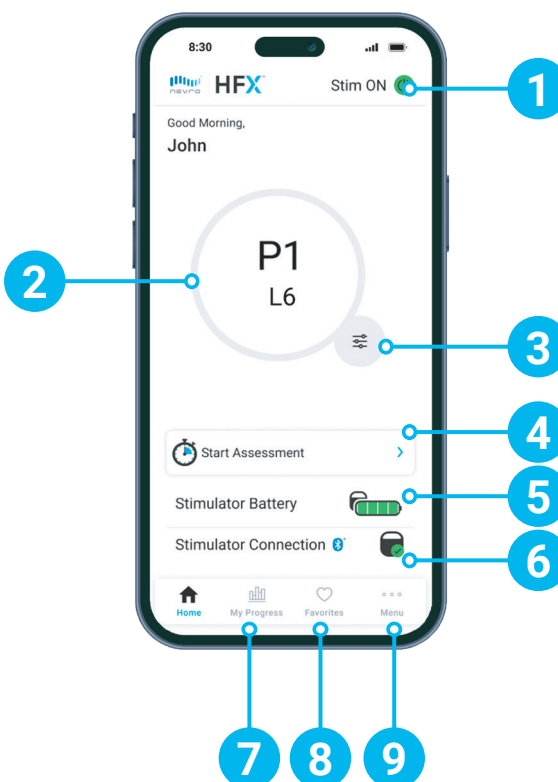 8:30
nevro HFX™ Stim ON
1
Good Morning,
John
P1
L6
2
3
4
Start Assessment
5
Stimulator Battery
Stimulator Connection
6
Home My Progress Favorites Menu
7 8 9